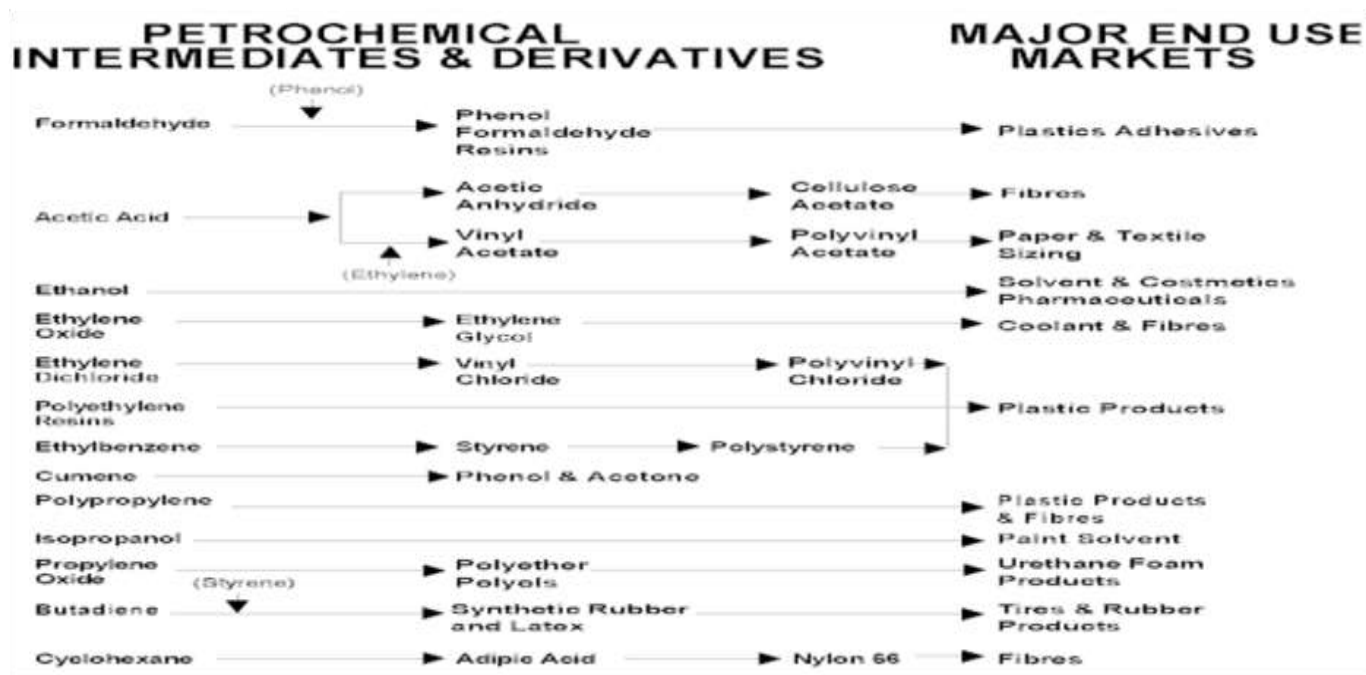 PETROCHEMICAL
INTERMEDIATES & DERIVATIVES
MAJOR END USE
MARKETS
(Phenol)
Formaldehyde
Phenol
Formaldehyde
Resins
Plastics Adhesives
Acetic Acid
Acetic
Anhydride
Cellulose
Acetate
Fibres
Vinyl
Acetate
Polyvinyl
Acetate
Paper & Textile
Sizing
(Ethylene)
Ethanol
Solvent & Costmetics
Pharmaceuticals
Ethylene
Oxide
Ethylene
Glycol
Coolant & Fibres
Ethylene
Dichloride
Vinyl
Chloride
Polyvinyl
Chloride
Polyethylene
Resins
Plastic Products
Ethylbenzene
Styrene
Polystyrene
Cumene
Phenol & Acetone
Polypropylene
Plastic Products
& Fibres
Isopropanol
Paint Solvent
Propylene
Oxide
Polyether
Polyols
Urethane Foam
Products
(Styrene)
Butadiene
Synthetic Rubber
and Latex
Tires & Rubber
Products
Cyclohexane
Adipic Acid
Nylon 66
Fibres